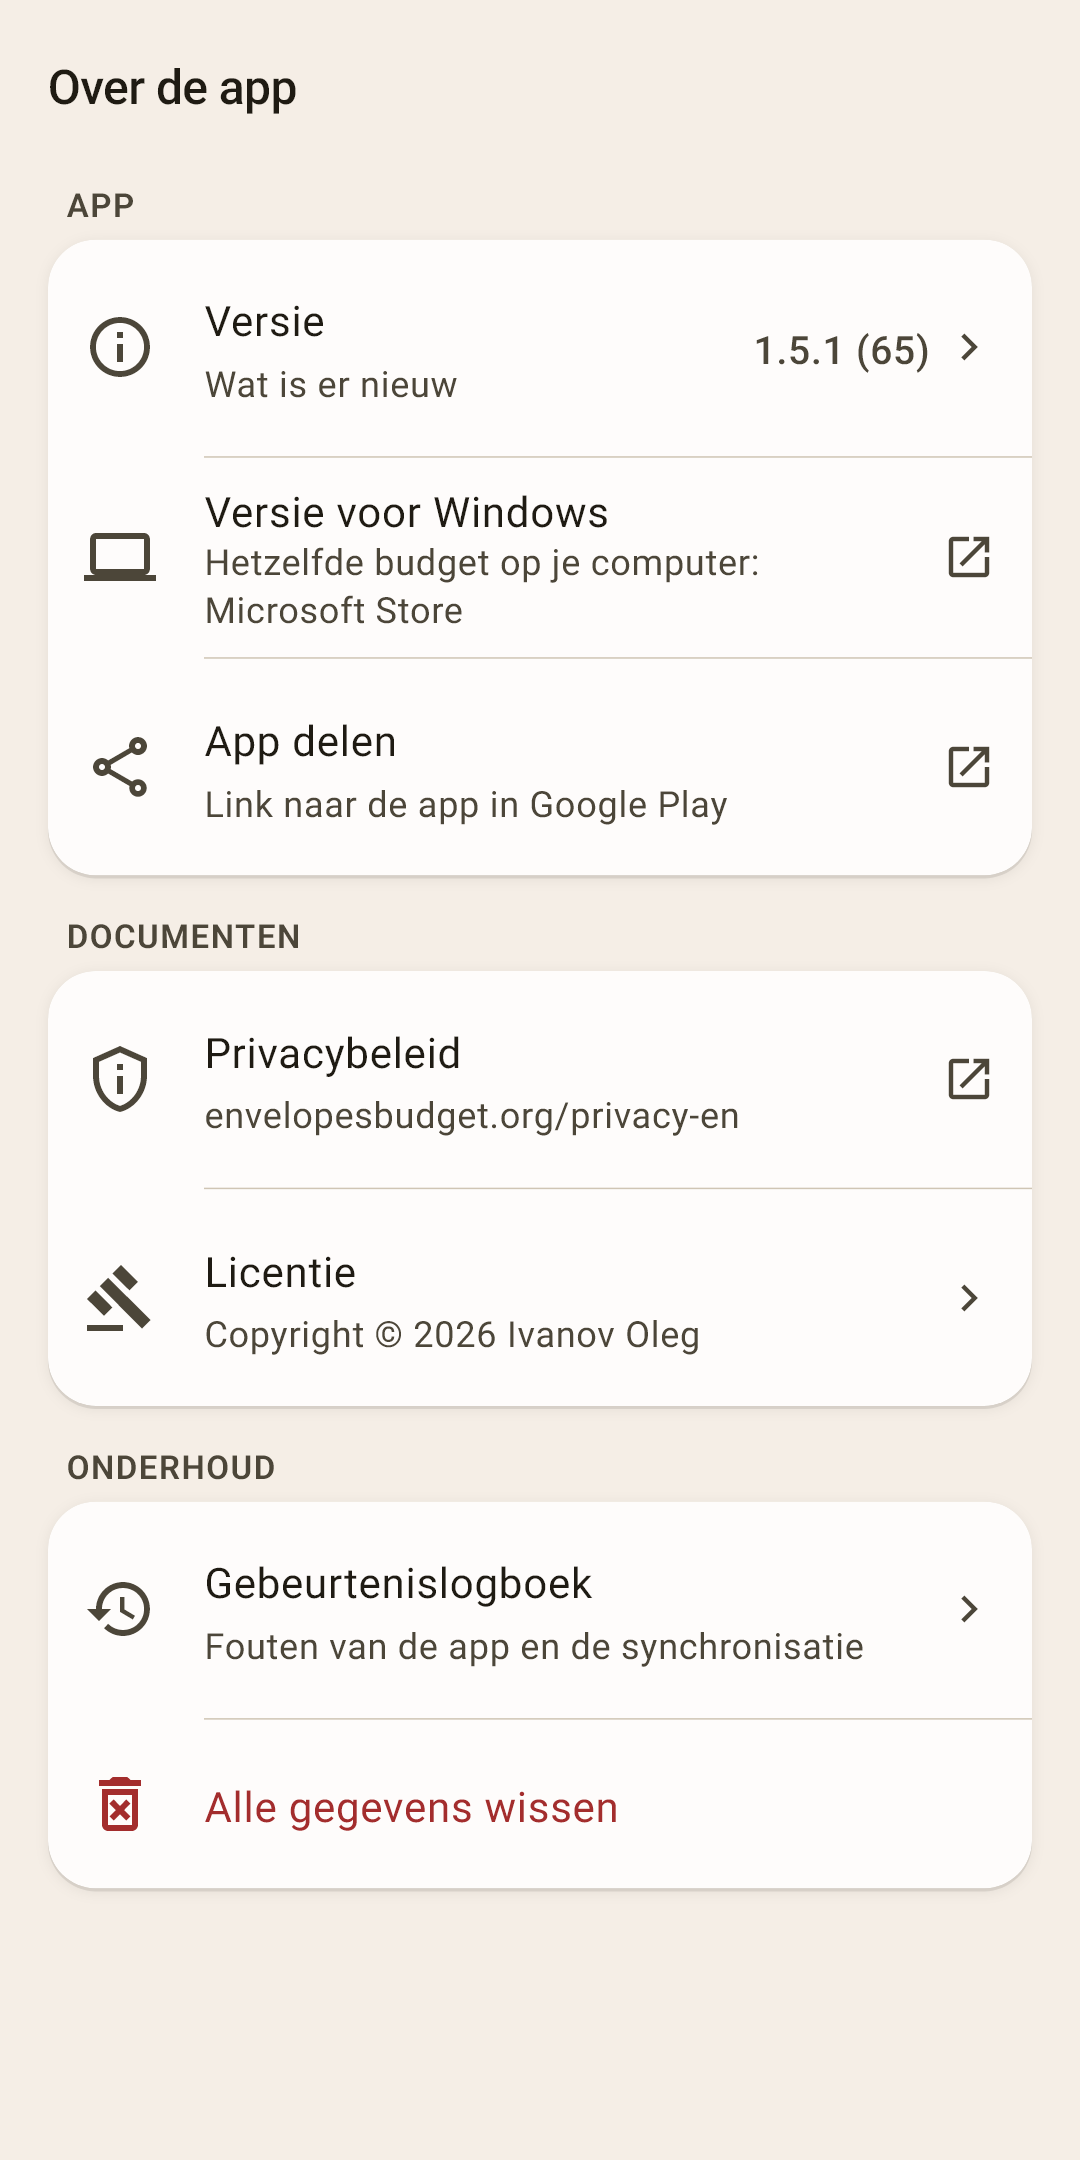 Over de app
APP
Versie
Wat is er nieuw
1.5.1 (65)
Versie voor Windows
Hetzelfde budget op je computer:
Microsoft Store
App delen
Link naar de app in Google Play
DOCUMENTEN
Privacybeleid
envelopesbudget.org/privacy-en
Licentie
Copyright © 2026 Ivanov Oleg
ONDERHOUD
Gebeurtenislogboek
Fouten van de app en de synchronisatie
Alle gegevens wissen